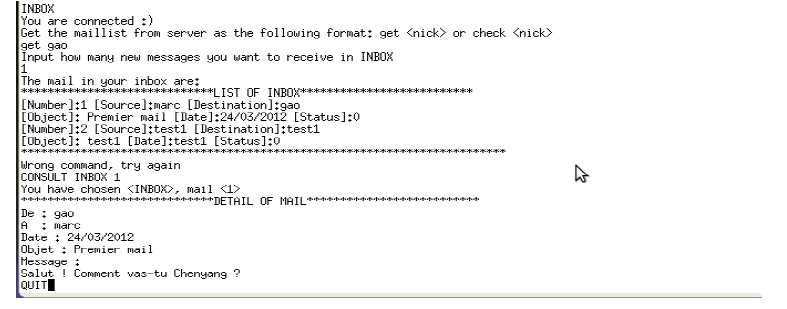 INBOX
You are connected :)
Get the maillist from server as the following format: get <nick> or check <nick>
get gao
Input how many new messages you want to receive in INBOX
1
The mail in your inbox are:
****************************LIST OF INBOX*************************
[Number]:1 [Source]:marc [Destination]:gao
[Object]: Premier mail [Date]:24/03/2012 [Status]:0
[Number]:2 [Source]:test1 [Destination]:test1
[Object]: test1 [Date]:test1 [Status]:0
**********************************************************************
Wrong command, try again
CONSULT INBOX 1
You have chosen <INBOX>, mail <1>
****************************DETAIL OF MAIL*************************
De : gao
A  : marc
Date : 24/03/2012
Objet : Premier mail
Message :
Salut ! Comment vas-tu Chenyang ?
QUIT